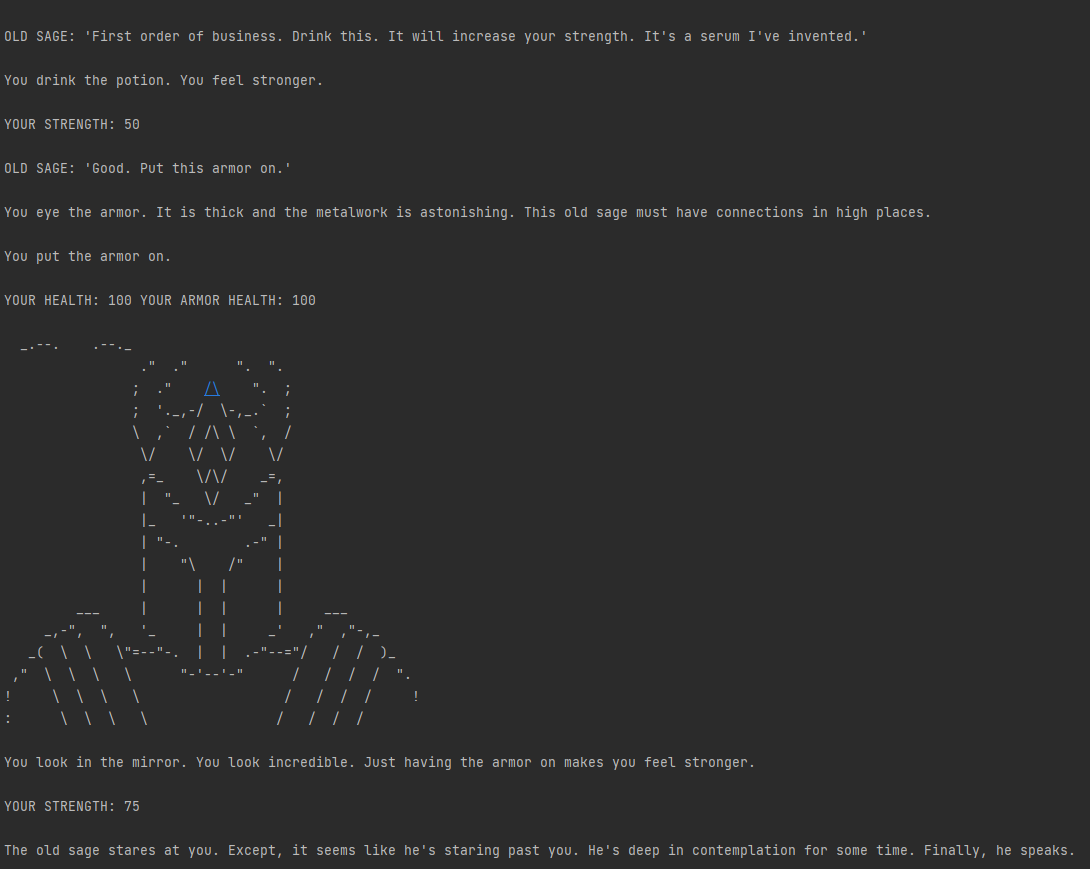 OLD SAGE: 'First order of business. Drink this. It will increase your strength. It's a serum I've invented.'
You drink the potion. You feel stronger.
YOUR STRENGTH: 50
OLD SAGE: 'Good. Put this armor on.'
You eye the armor. It is thick and the metalwork is astonishing. This old sage must have connections in high places.
You put the armor on.
YOUR HEALTH: 100 YOUR ARMOR HEALTH: 100
You look in the mirror. You look incredible. Just having the armor on makes you feel stronger.
YOUR STRENGTH: 75
The old sage stares at you. Except, it seems like he's staring past you. He's deep in contemplation for some time. Finally, he speaks.